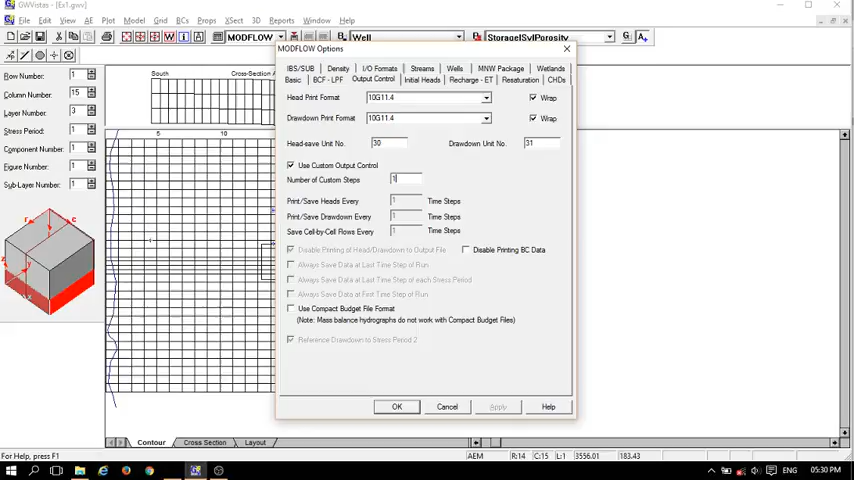 GWVistas - [Ex1.gwv]
File Edit View AE Plot Model Grid BCs Props XSect 3D Reports Window Help
MODFLOW Well Storage|Sy|Porosity
Row Number: 1
Column Number: 15
Layer Number: 3
Stress Period: 1
Component Number: 1
Figure Number: 1
Sub-Layer Number: 1
South Cross-Section A
5 10
MODFLOW Options
IBS/SUB Density I/O Formats Streams Wells MNW Package Wetlands
Basic BCF - LPF Output Control Initial Heads Recharge - ET Resaturation CHDs
Head Print Format 10G11.4 Wrap
Drawdown Print Format 10G11.4 Wrap
Head-save Unit No. 30 Drawdown Unit No. 31
Use Custom Output Control
Number of Custom Steps 1
Print/Save Heads Every 1 Time Steps
Print/Save Drawdown Every 1 Time Steps
Save Cell-by-Cell Rows Every 1 Time Steps
Disable Printing of Head/Drawdown to Output File Disable Printing BC Data
Always Save Data at Last Time Step of Run
Always Save Data at Last Time Step of each Stress Period
Always Save Data at First Time Step of Run
Use Compact Budget File Format
(Note: Mass balance hydrographs do not work with Compact Budget Files)
Reference Drawdown to Stress Period 2
OK Cancel Apply Help
Contour Cross Section Layout
For Help, press F1 AEM R:14 C:15 L:1 3556.01 183.43
ENG 05:30 PM